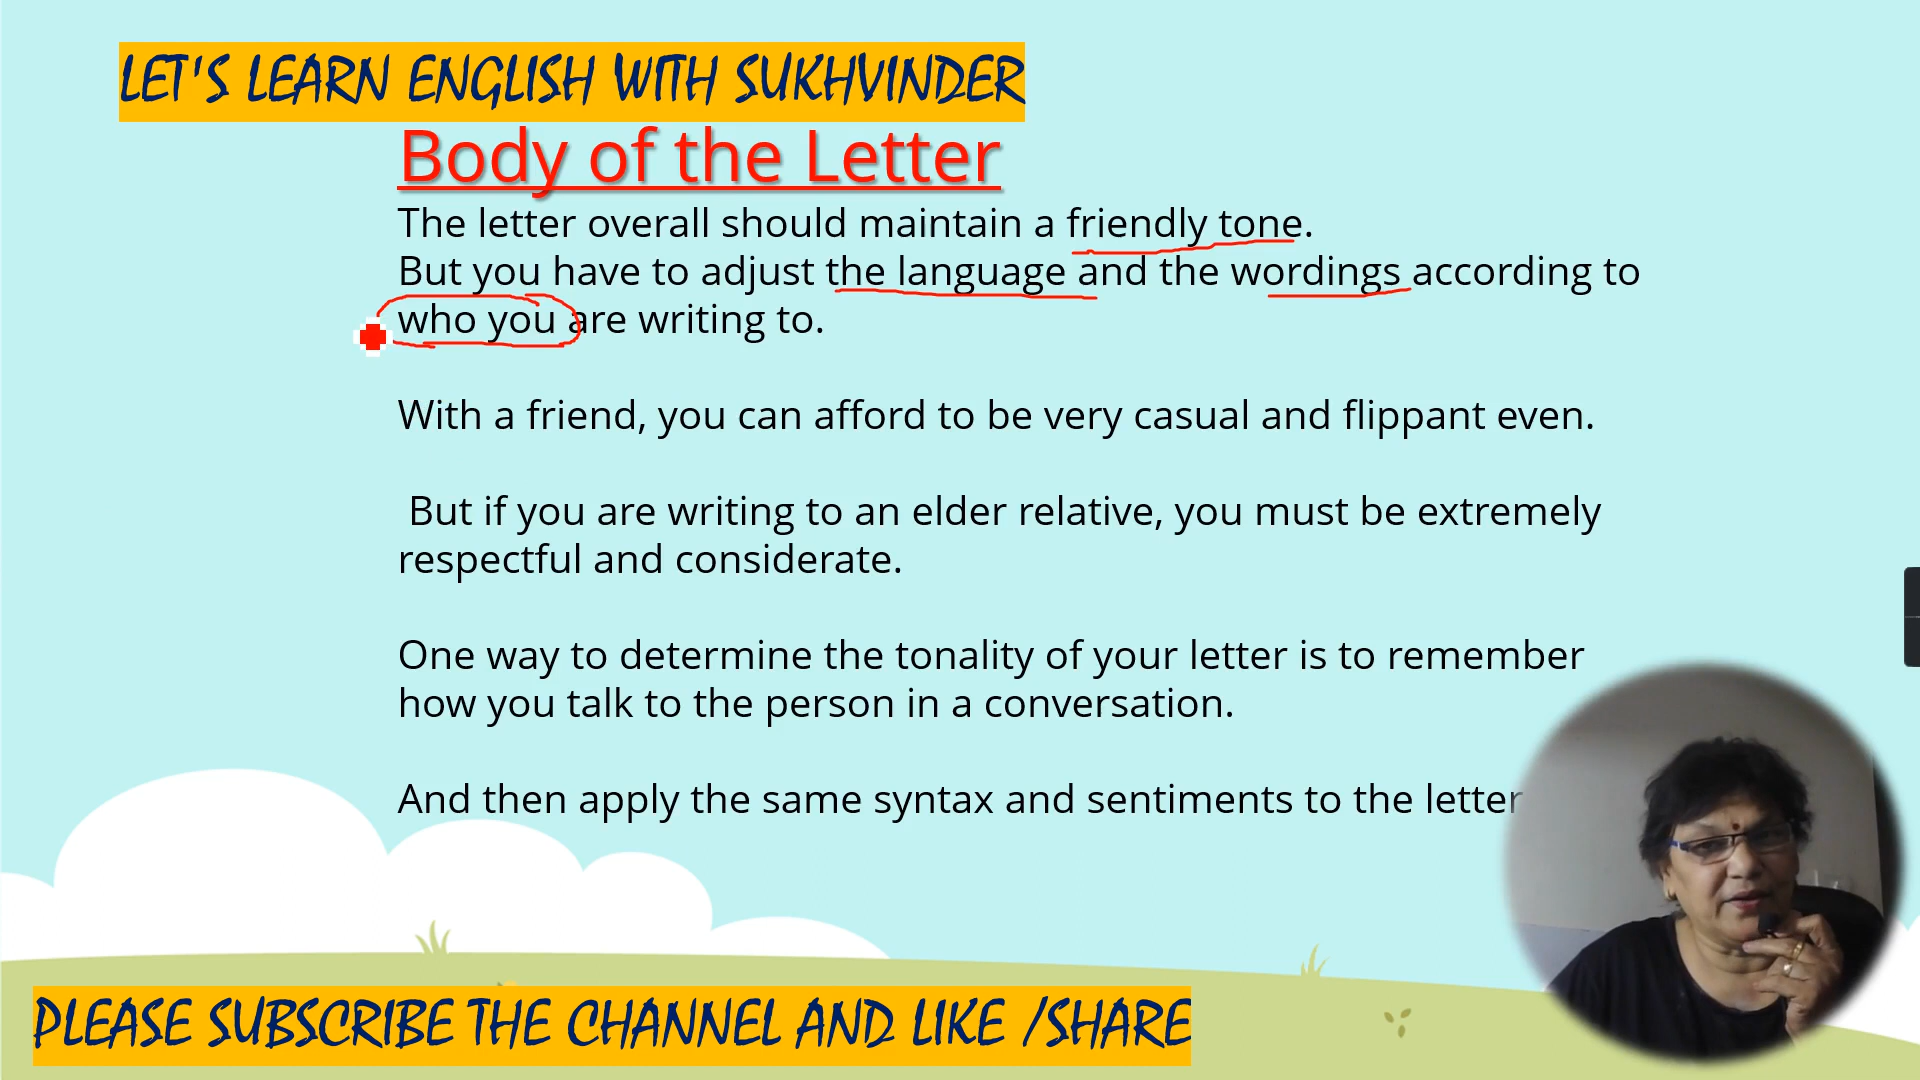 LET'S LEARN ENGLISH WITH SUKHVINDER
Body of the Letter
The letter overall should maintain a friendly tone.
But you have to adjust the language and the wordings according to
who you are writing to.
With a friend, you can afford to be very casual and flippant even.
But if you are writing to an elder relative, you must be extremely
respectful and considerate.
One way to determine the tonality of your letter is to remember
how you talk to the person in a conversation.
And then apply the same syntax and sentiments to the letter
PLEASE SUBSCRIBE THE CHANNEL AND LIKE /SHARE